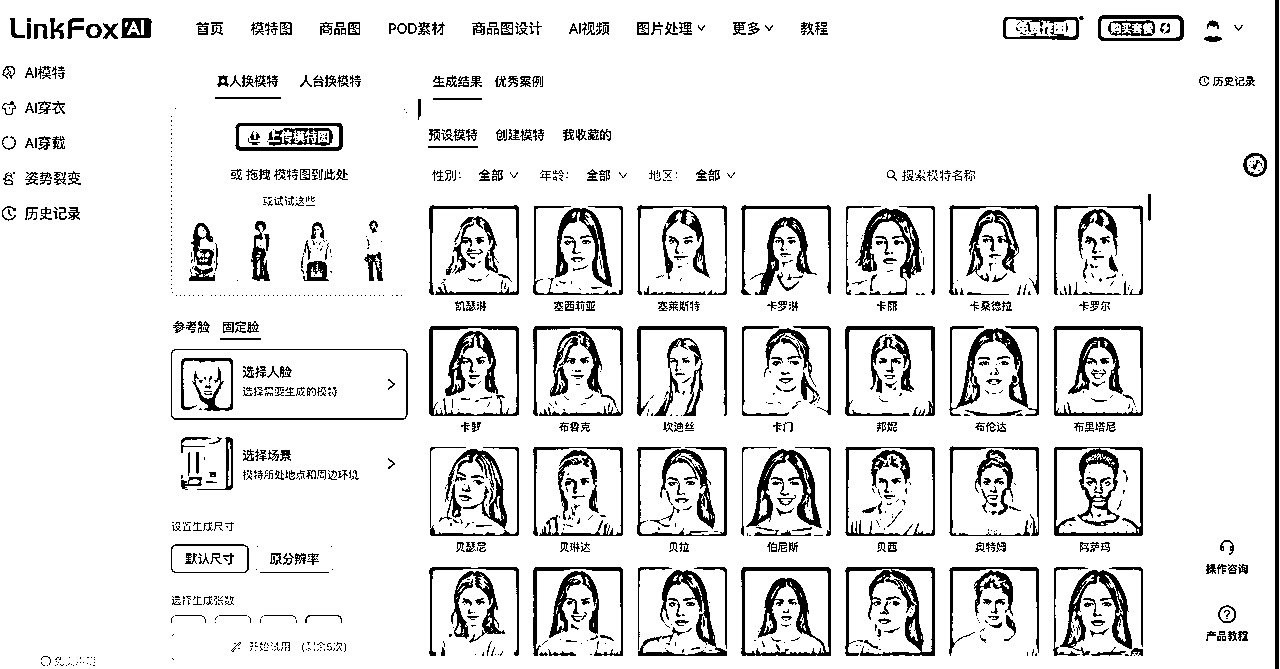 LinkFox AI
首页 模特图 商品图 POD素材 商品图设计 AI视频 图片处理 更多 教程
购买套餐
AI模特
AI穿衣
AI穿戴
姿势裂变
历史记录
真人换模特 人台换模特
上传模特图
或 拖拽 模特图到此处
或试试这些
参考脸 固定脸
选择人脸
选择需要生成的模特
选择场景
模特所处地点和周边环境
设置生成尺寸
默认尺寸 原分辨率
选择生成张数
开始试用 (剩余5次)
生成结果 优秀案例
历史记录
预设模特 创建模特 我收藏的
性别： 全部 年龄： 全部 地区： 全部
搜索模特名称
凯瑟琳 塞西莉亚 塞莱斯特 卡罗琳 卡丽 卡桑德拉 卡罗尔
卡萝 布鲁克 坎迪丝 卡门 邦妮 布伦达 布里塔尼
贝瑟尼 贝琳达 贝拉 伯尼斯 贝西 奥特姆 阿萨玛
操作咨询
产品教程